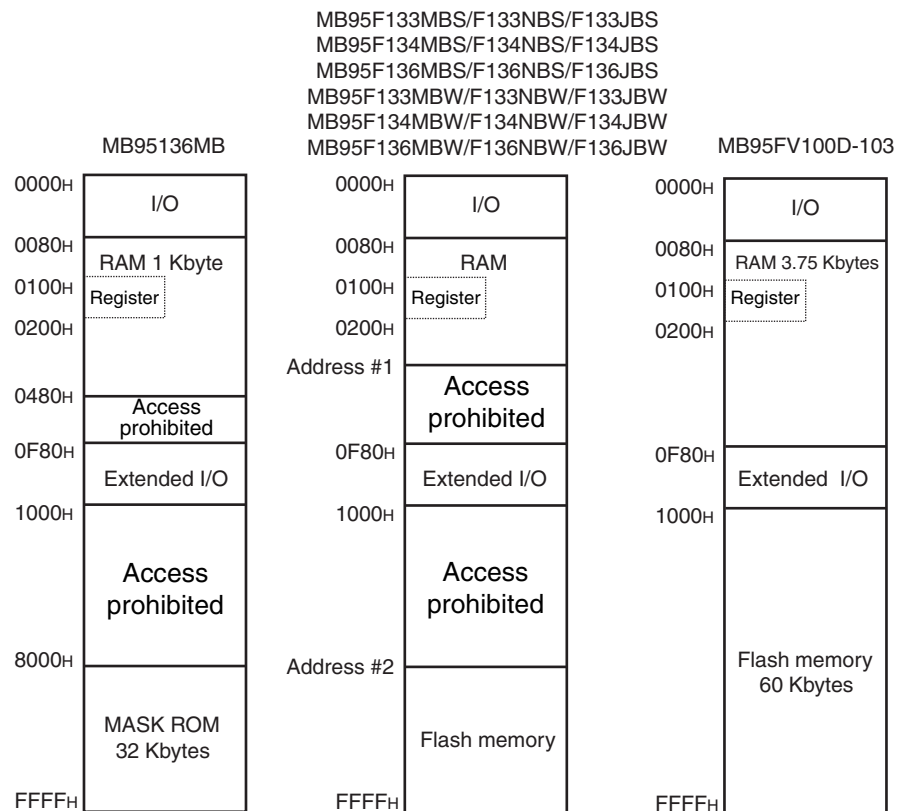 MB95F133MBS/F133NBS/F133JBS
MB95F134MBS/F134NBS/F134JBS
MB95F136MBS/F136NBS/F136JBS
MB95F133MBW/F133NBW/F133JBW
MB95F134MBW/F134NBW/F134JBW
MB95F136MBW/F136NBW/F136JBW
MB95136MB
0000H
I/O
0080H
RAM 1 Kbyte
0100H
Register
0200H
0480H
Access
prohibited
0F80H
Extended I/O
1000H
Access
prohibited
8000H
MASK ROM
32 Kbytes
FFFFH
0000H
I/O
0080H
RAM
0100H
Register
0200H
Address #1
Access
prohibited
0F80H
Extended I/O
1000H
Access
prohibited
Address #2
Flash memory
FFFFH
MB95FV100D-103
0000H
I/O
0080H
RAM 3.75 Kbytes
0100H
Register
0200H
0F80H
Extended I/O
1000H
Flash memory
60 Kbytes
FFFFH